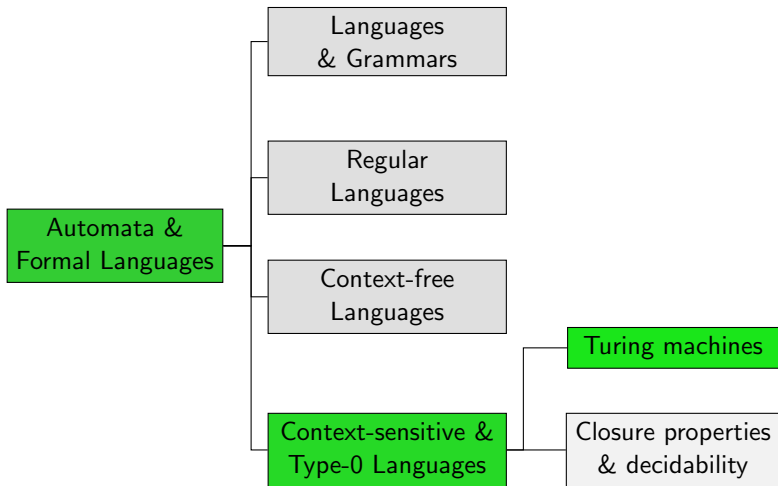 Languages
& Grammars
Regular
Languages
Automata &
Formal Languages
Context-free
Languages
Turing machines
Context-sensitive &
Type-0 Languages
Closure properties
& decidability